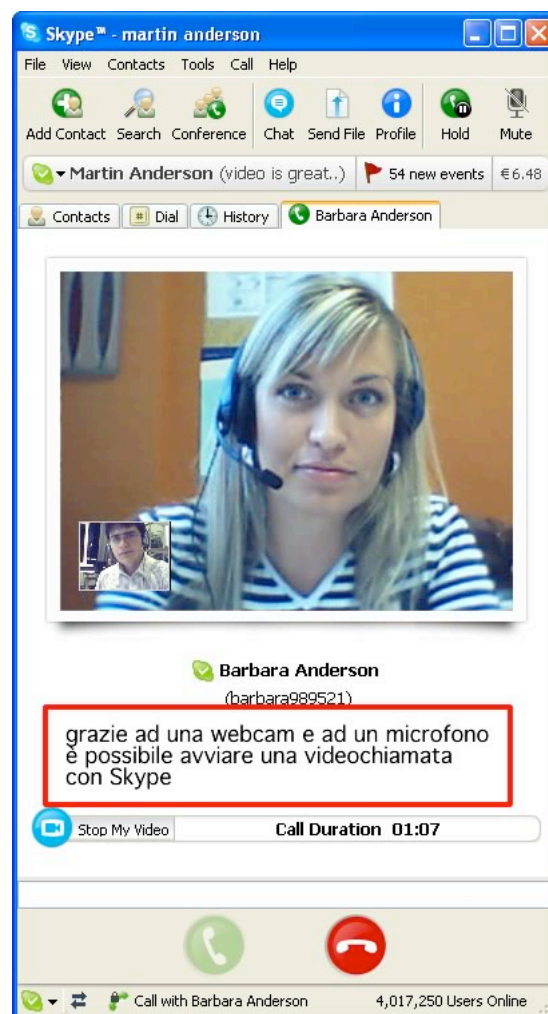 Skype™ - martin anderson
File View Contacts Tools Call Help
Add Contact Search Conference Chat Send File Profile Hold Mute
Martin Anderson (video is great..) 54 new events €6.48
Contacts Dial History Barbara Anderson
Barbara Anderson
(barbara989521)
grazie ad una webcam e ad un microfono
è possibile avviare una videochiamata
con Skype
Stop My Video Call Duration 01:07
Call with Barbara Anderson 4,017,250 Users Online